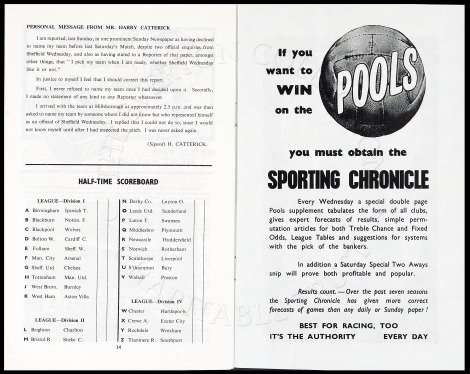 PERSONAL MESSAGE FROM MR. HARRY CATTERICK
I am reported, last Sunday, in one prominent Sunday Newspaper as having declined
to name my team before last Saturday's Match, despite two official enquiries from
Sheffield Wednesday, and also as having stated to a Reporter of that paper, amongst
other things, that " I pick my team when I am ready, whether Sheffield Wednesday
like it or not."
In justice to myself I feel that I should correct this report.
First, I never refused to name my team once I had decided upon it. Secondly,
I made no statement of any kind to any Reporter whatsoever.
I arrived with the team at Hillsborough at approximately 2.5 p.m. and was then
asked to name my team by someone whom I did not know but who represented himself
as an official of Sheffield Wednesday. I replied that I could not do so, since I would
not know myself until after I had inspected the pitch. I was never asked again.
(Signed) H. CATTERICK.
HALF-TIME SCOREBOARD
LEAGUE—Division I
A Birmingham Ipswich T.
B Blackburn Nottm. F.
C Blackpool Wolves
D Bolton W. Cardiff C.
E Fulham Sheff. W.
F Man. City Arsenal
G Sheff. Utd. Chelsea
H Tottenham Man. Utd.
J West Brom. Burnley
K West Ham Aston Villa
LEAGUE—Division II
L Brighton Charlton
M Bristol R. Stoke C.
N Derby Co. Leyton O.
O Leeds Utd. Sunderland
P Luton T. Swansea
Q Middlesbro Plymouth
R Newcastle Huddersfield
S Norwich Rotherham
T Scunthorpe Liverpool
U S'thampton Bury
V Walsall Preston
LEAGUE—Division IV
W Chester Hartlepools
X Crewe A. Exeter City
Y Rochdale Wrexham
Z Tranmere R. Southport
14
If you
want to
WIN
on the
POOLS
you must obtain the
SPORTING CHRONICLE
Every Wednesday a special double page
Pools supplement tabulates the form of all clubs,
gives expert forecasts of results, simple perm-
utation articles for both Treble Chance and Fixed
Odds, League Tables and suggestions for systems
with the pick of the bankers.
In addition a Saturday Special Two Aways
snip will prove both profitable and popular.
Results count.—Over the past seven seasons
the Sporting Chronicle has given more correct
forecasts of games than any daily or Sunday paper !
BEST FOR RACING, TOO
IT'S THE AUTHORITY EVERY DAY